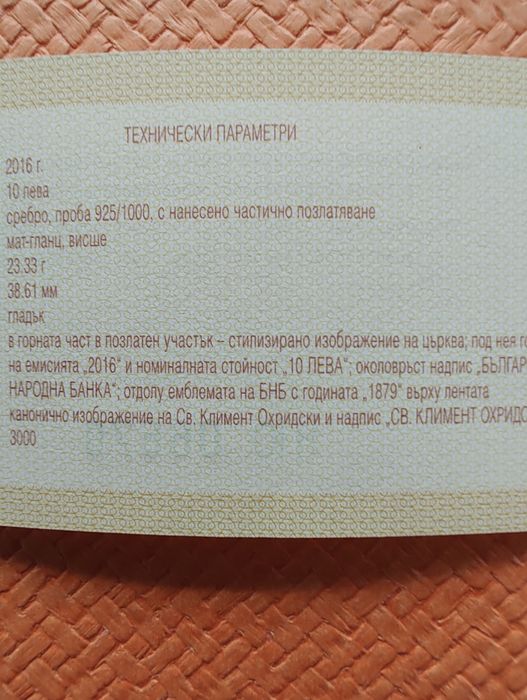 ТЕХНИЧЕСКИ ПАРАМЕТРИ
2016 г.
10 лева
сребро, проба 925/1000, с нанесено частично позлатяване
мат-гланц, висше
23.33 г
38.61 мм
гладък
в горната част в позлатен участък – стилизирано изображение на църква; под нея го
на емисията „2016“ и номиналната стойност „10 ЛЕВА“; околовръст надпис „БЪЛГАР
НАРОДНА БАНКА“; отдолу емблемата на БНБ с годината „1879“ върху лентата
канонично изображение на Св. Климент Охридски и надпис „СВ. КЛИМЕНТ ОХРИДС
3000